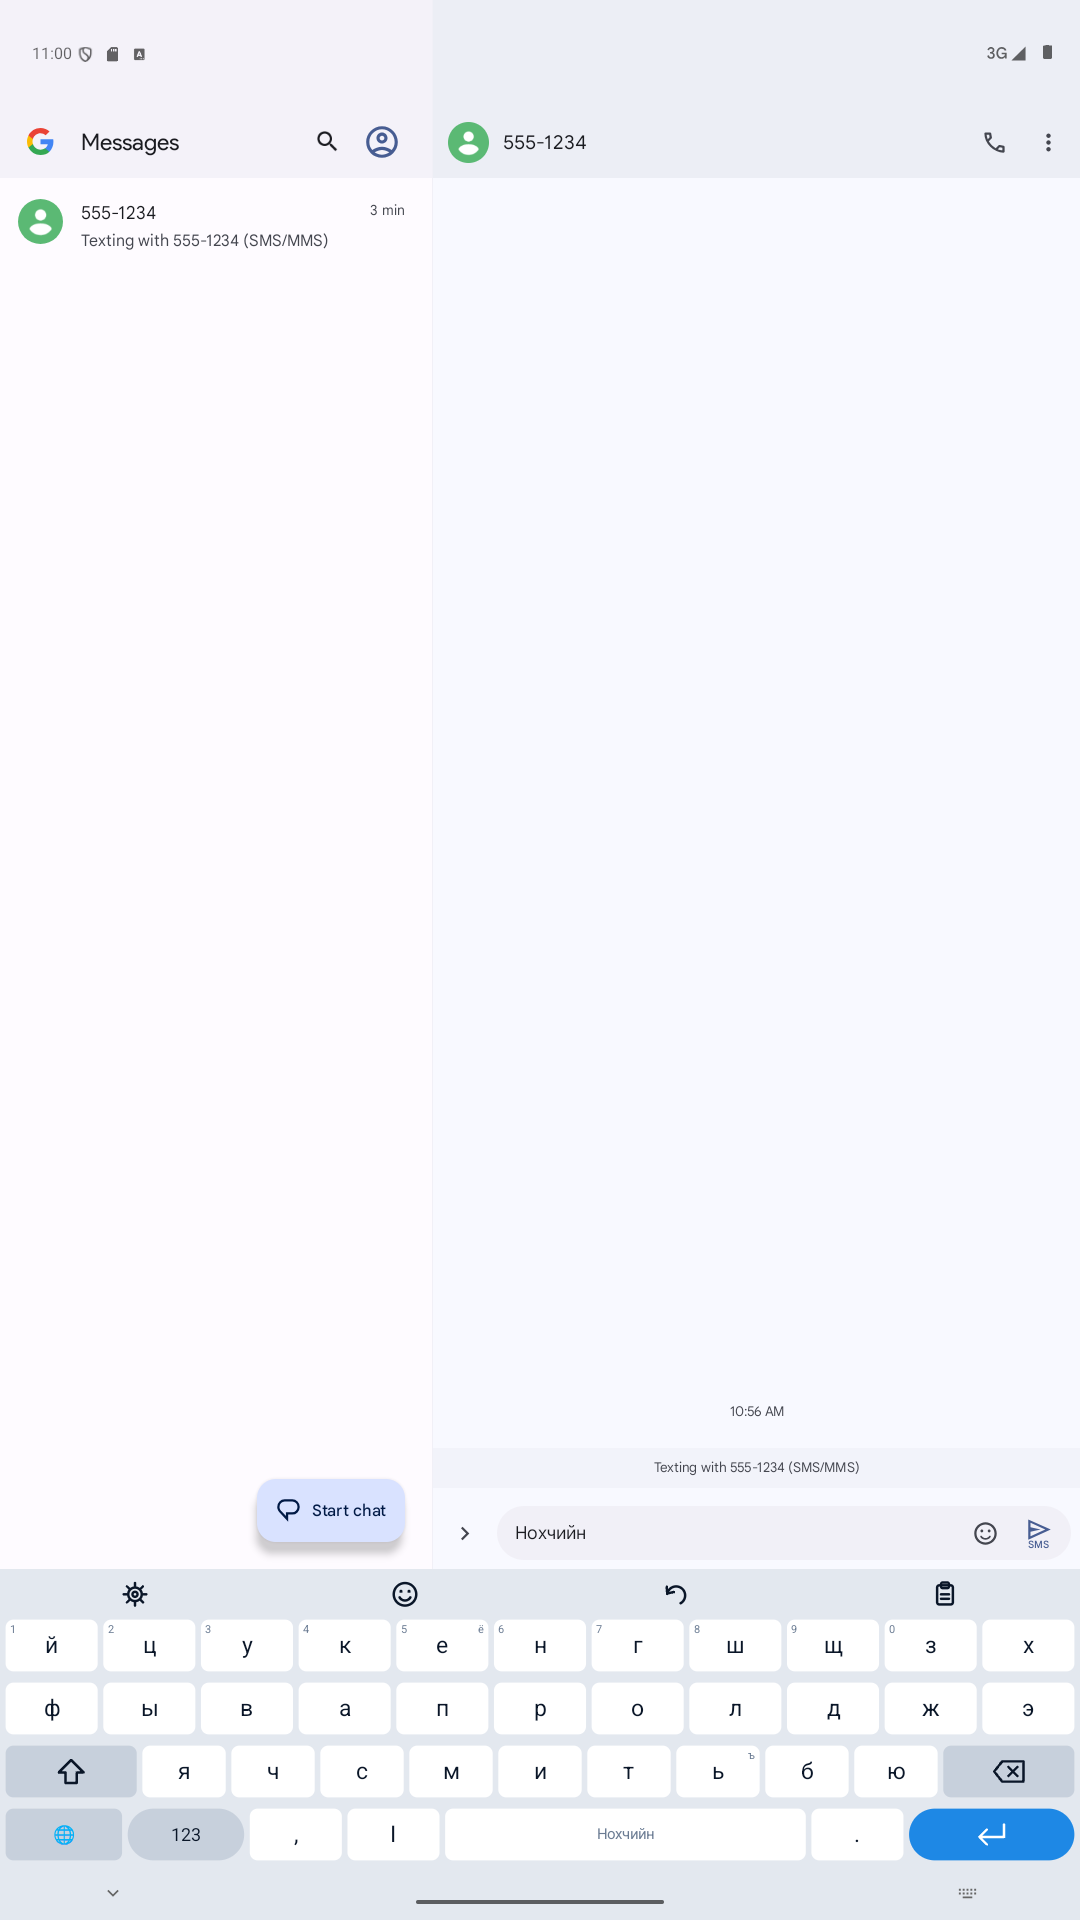 11:00
3G
Messages
555-1234
555-1234
3 min
Texting with 555-1234 (SMS/MMS)
10:56 AM
Texting with 555-1234 (SMS/MMS)
Start chat
Нохчийн
SMS
1 й 2 ц 3 у 4 к 5 е ё 6 н 7 г 8 ш 9 щ 0 з х
ф ы в а п р о л д ж э
я ч с м и т ь ъ б ю
123 , Ӏ Нохчийн .